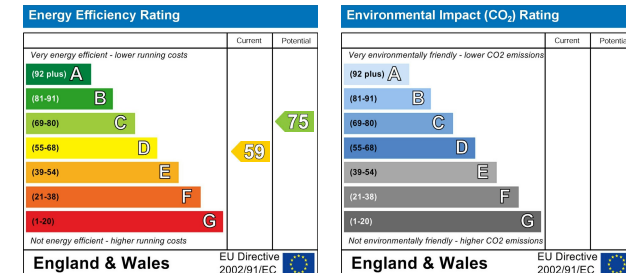 Energy Efficiency Rating
Current Potential
Very energy efficient - lower running costs
(92 plus) A
(81-91) B
(69-80) C
75
(55-68) D
59
(39-54) E
(21-38) F
(1-20) G
Not energy efficient - higher running costs
England & Wales
EU Directive
2002/91/EC
Environmental Impact (CO₂) Rating
Current Potential
Very environmentally friendly - lower CO2 emissions
(92 plus) A
(81-91) B
(69-80) C
(55-68) D
(39-54) E
(21-38) F
(1-20) G
Not environmentally friendly - higher CO2 emissions
England & Wales
EU Directive
2002/91/EC